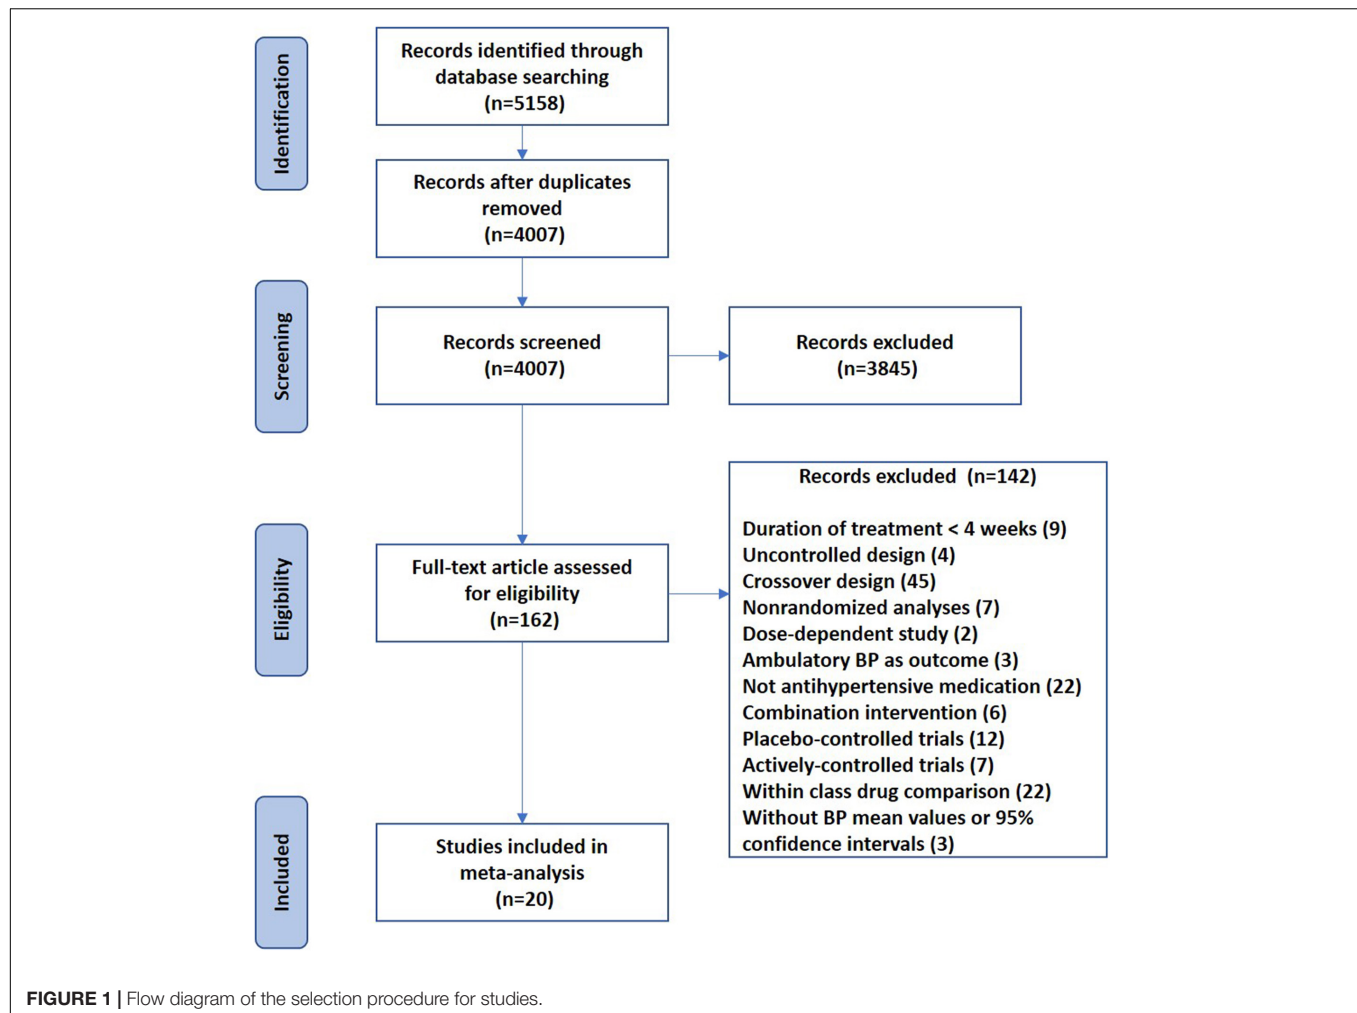 Identification
Records identified through
database searching
(n=5158)
Records after duplicates
removed
(n=4007)
Screening
Records screened
(n=4007)
Records excluded
(n=3845)
Eligibility
Full-text article assessed
for eligibility
(n=162)
Records excluded (n=142)
Duration of treatment < 4 weeks (9)
Uncontrolled design (4)
Crossover design (45)
Nonrandomized analyses (7)
Dose-dependent study (2)
Ambulatory BP as outcome (3)
Not antihypertensive medication (22)
Combination intervention (6)
Placebo-controlled trials (12)
Actively-controlled trials (7)
Within class drug comparison (22)
Without BP mean values or 95%
confidence intervals (3)
Included
Studies included in
meta-analysis
(n=20)
FIGURE 1 | Flow diagram of the selection procedure for studies.